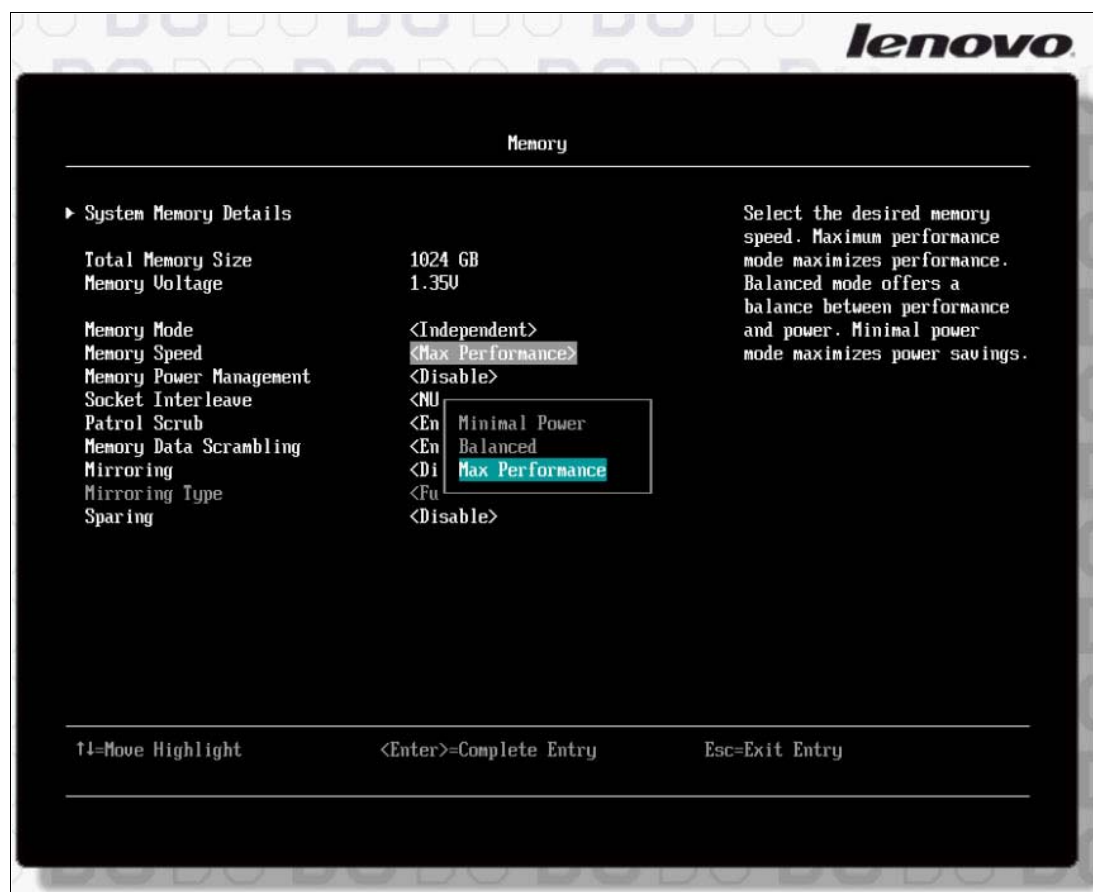 lenovo
Memory
System Memory Details
Total Memory Size 1024 GB
Memory Voltage 1.35V
Memory Mode <Independent>
Memory Speed <Max Performance>
Memory Power Management <Disable>
Socket Interleave <NU
Patrol Scrub <En
Memory Data Scrambling <En
Mirroring <Di
Mirroring Type <Fu
Sparing <Disable>
Minimal Power
Balanced
Max Performance
Select the desired memory
speed. Maximum performance
mode maximizes performance.
Balanced mode offers a
balance between performance
and power. Minimal power
mode maximizes power savings.
↑↓=Move Highlight <Enter>=Complete Entry Esc=Exit Entry